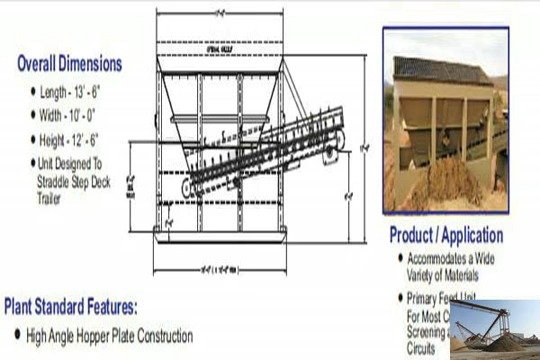 Overall Dimensions
● Length - 13' - 6"
● Width - 10' - 0"
● Height - 12' - 6"
● Unit Designed To
Straddle Step Deck
Trailer
Product / Application
● Accommodates a Wide
Variety of Materials
● Primary Feed Unit
For Most
Screening
Circuits
Plant Standard Features:
● High Angle Hopper Plate Construction